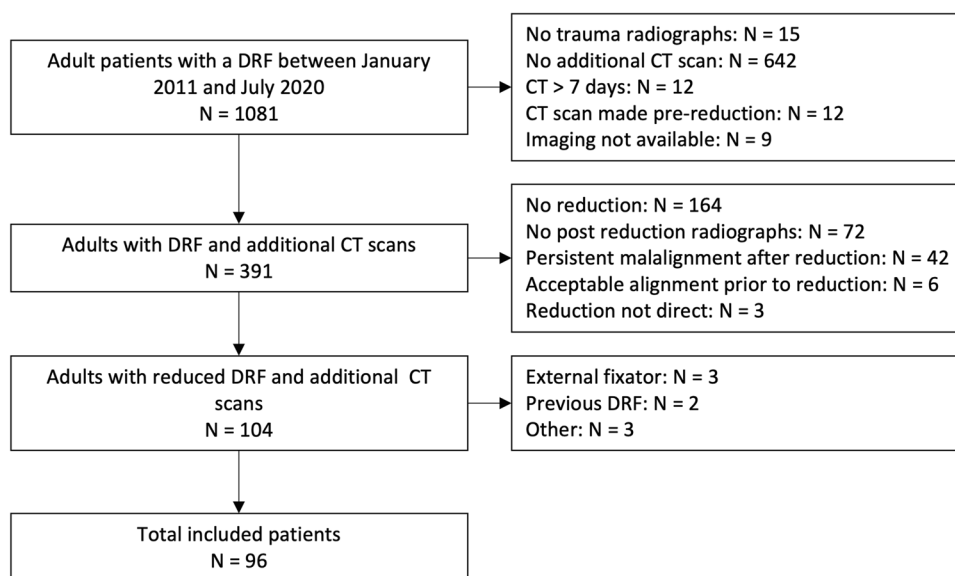 Adult patients with a DRF between January
2011 and July 2020
N = 1081
No trauma radiographs: N = 15
No additional CT scan: N = 642
CT > 7 days: N = 12
CT scan made pre-reduction: N = 12
Imaging not available: N = 9
Adults with DRF and additional CT scans
N = 391
No reduction: N = 164
No post reduction radiographs: N = 72
Persistent malalignment after reduction: N = 42
Acceptable alignment prior to reduction: N = 6
Reduction not direct: N = 3
Adults with reduced DRF and additional CT
scans
N = 104
External fixator: N = 3
Previous DRF: N = 2
Other: N = 3
Total included patients
N = 96